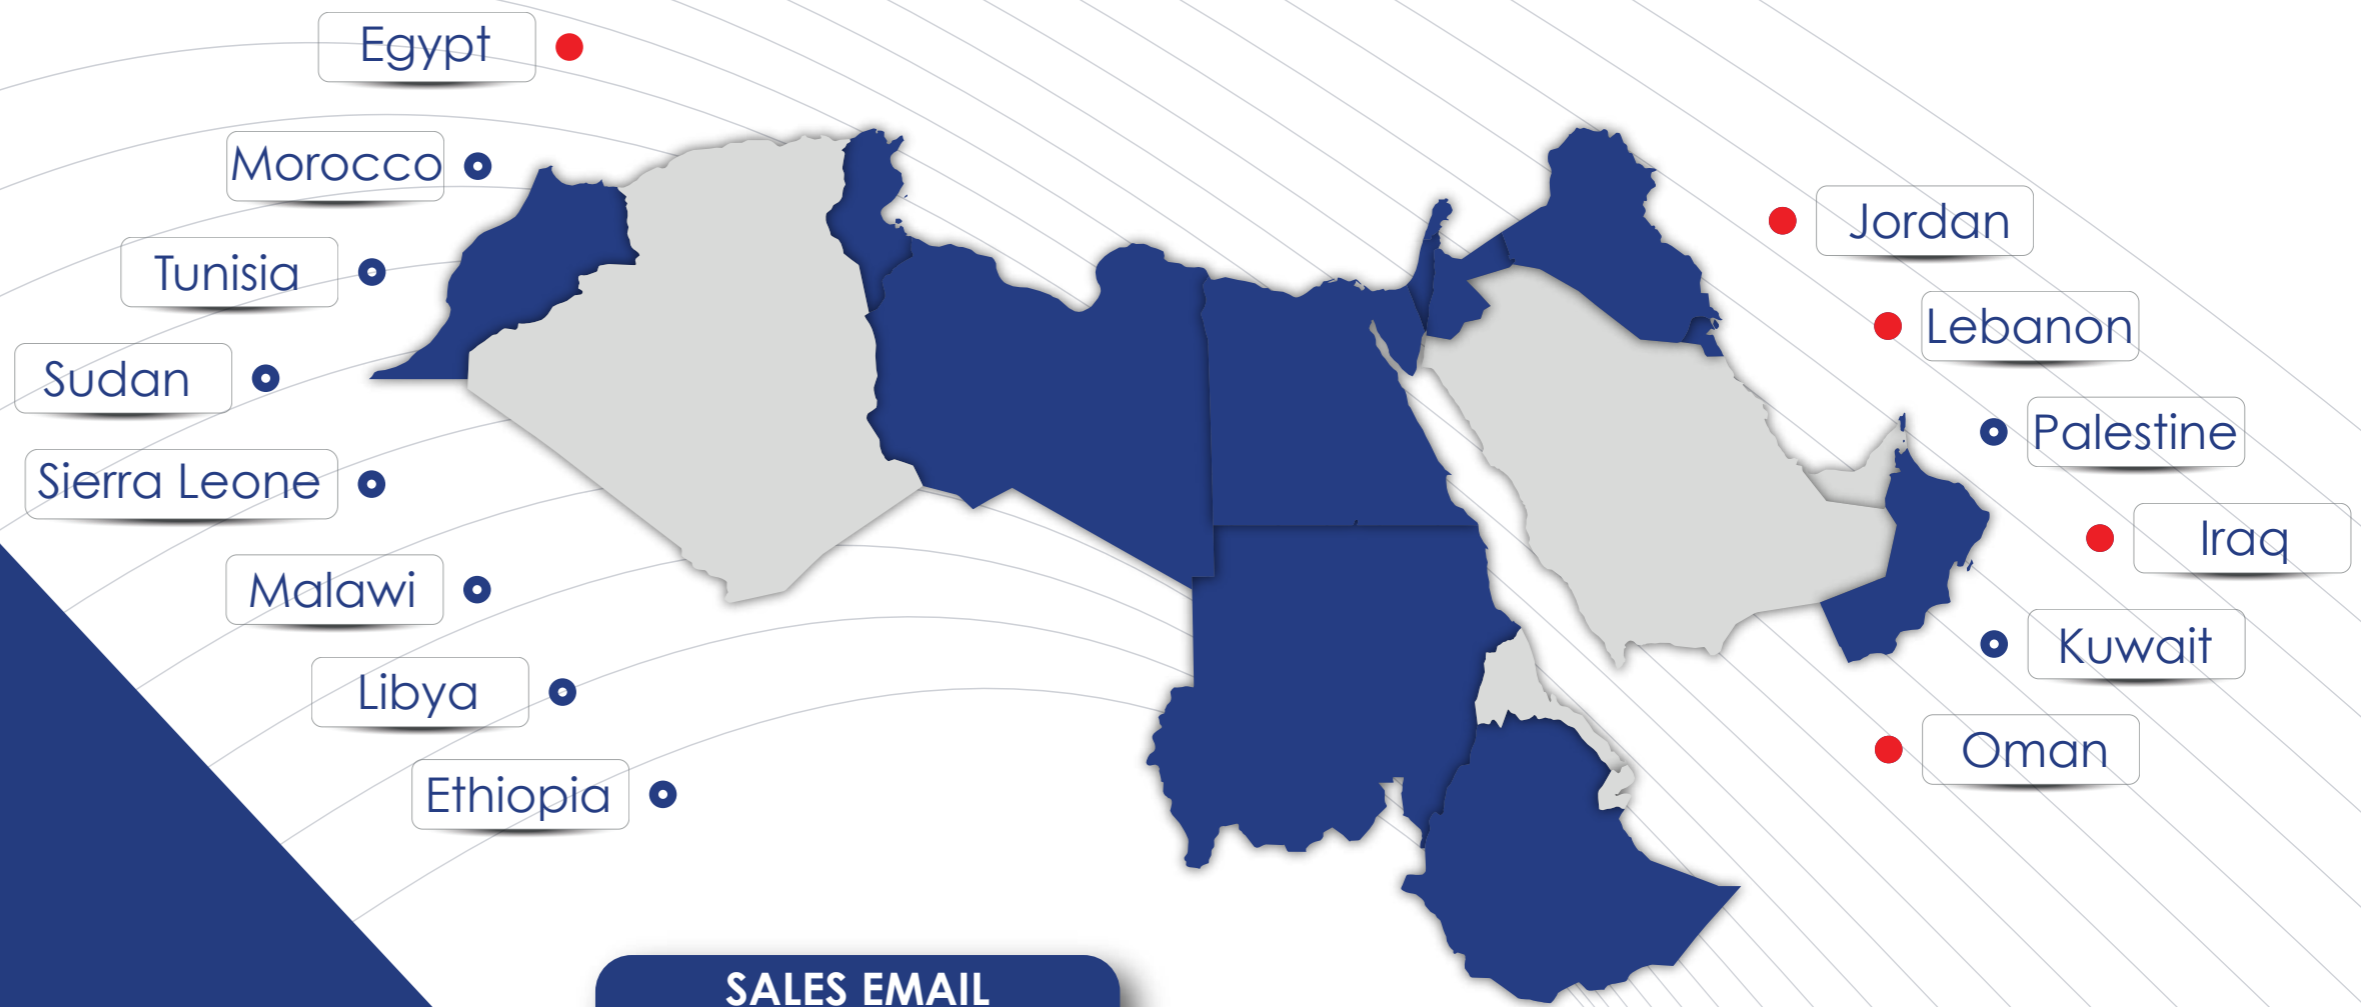 Egypt
Morocco
Tunisia
Sudan
Sierra Leone
Malawi
Libya
Ethiopia
Jordan
Lebanon
Palestine
Iraq
Kuwait
Oman
SALES EMAIL